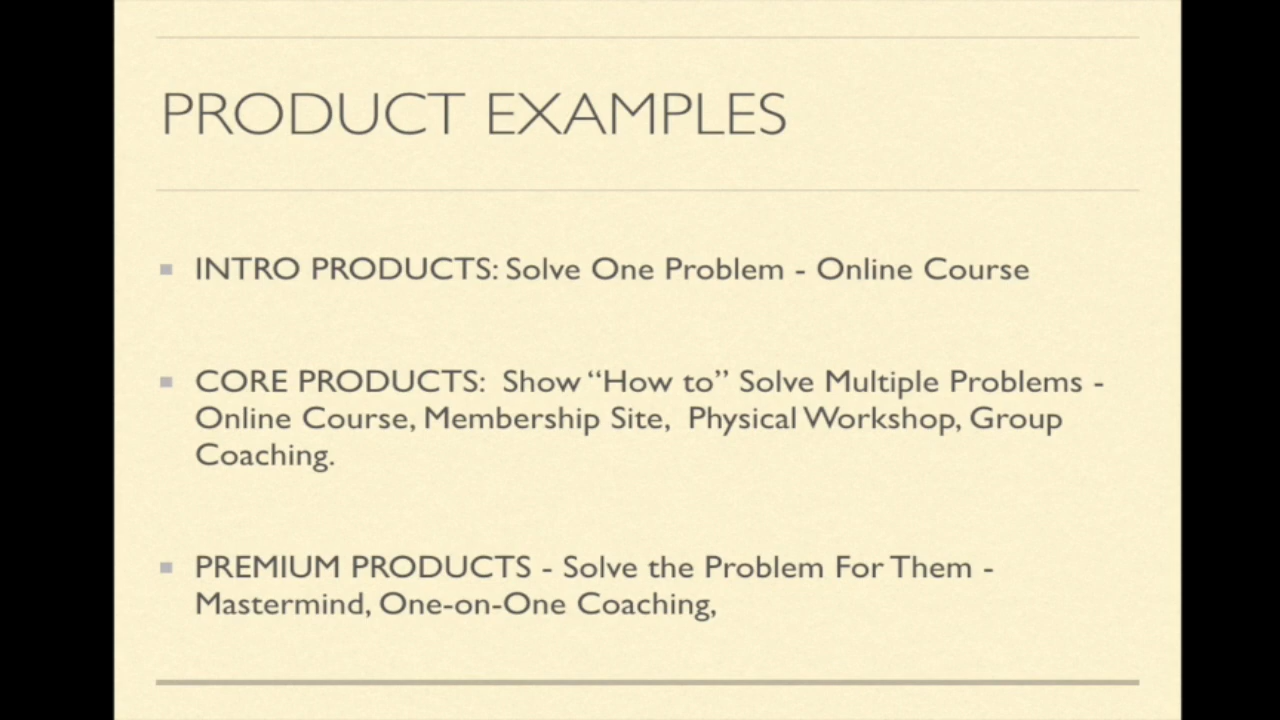 PRODUCT EXAMPLES
INTRO PRODUCTS: Solve One Problem - Online Course
CORE PRODUCTS:  Show “How to” Solve Multiple Problems -
Online Course, Membership Site,  Physical Workshop, Group
Coaching.
PREMIUM PRODUCTS - Solve the Problem For Them -
Mastermind, One-on-One Coaching,